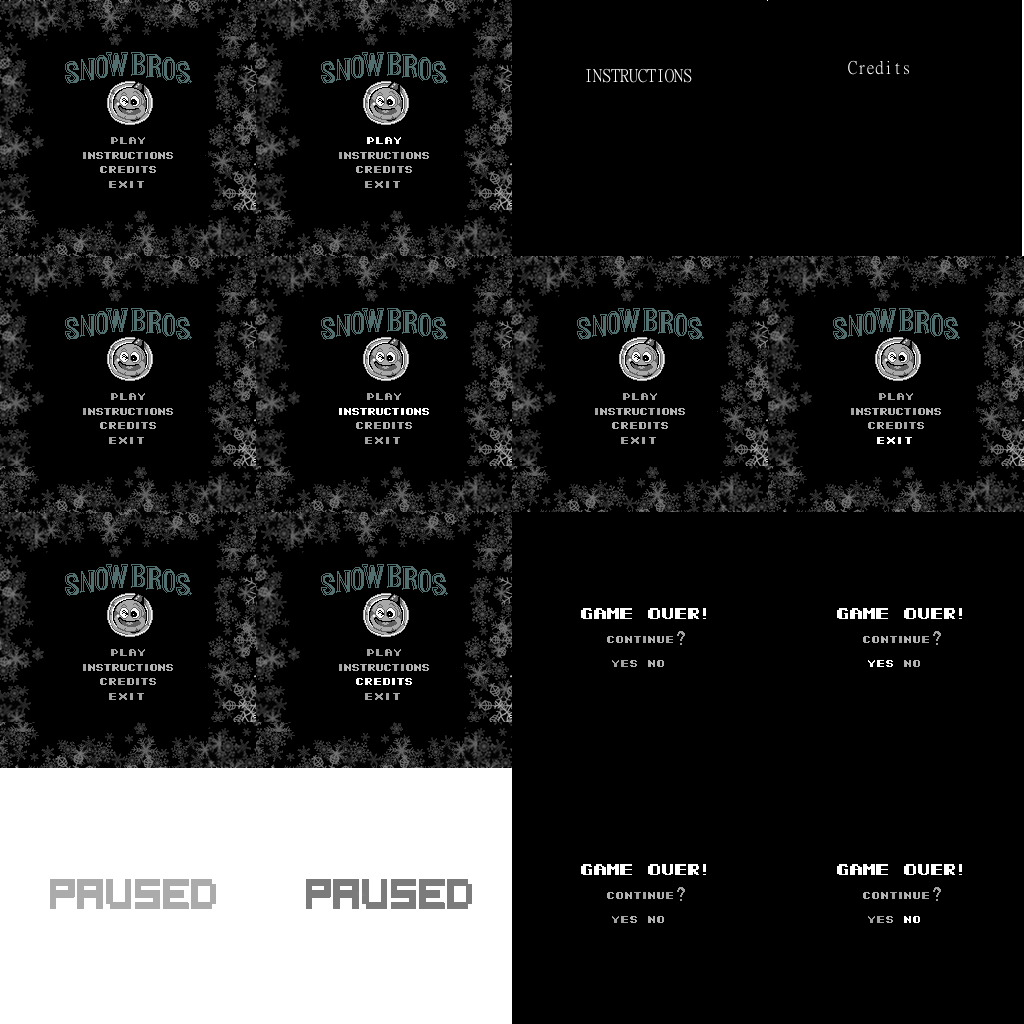 SNOW BROS.
PLAY
INSTRUCTIONS
CREDITS
EXIT
SNOW BROS.
PLAY
INSTRUCTIONS
CREDITS
EXIT
INSTRUCTIONS
Credits
SNOW BROS.
PLAY
INSTRUCTIONS
CREDITS
EXIT
SNOW BROS.
PLAY
INSTRUCTIONS
CREDITS
EXIT
SNOW BROS.
PLAY
INSTRUCTIONS
CREDITS
EXIT
SNOW BROS.
PLAY
INSTRUCTIONS
CREDITS
EXIT
SNOW BROS.
PLAY
INSTRUCTIONS
CREDITS
EXIT
SNOW BROS.
PLAY
INSTRUCTIONS
CREDITS
EXIT
GAME OVER!
CONTINUE?
YES NO
GAME OVER!
CONTINUE?
YES NO
PAUSED
PAUSED
GAME OVER!
CONTINUE?
YES NO
GAME OVER!
CONTINUE?
YES NO